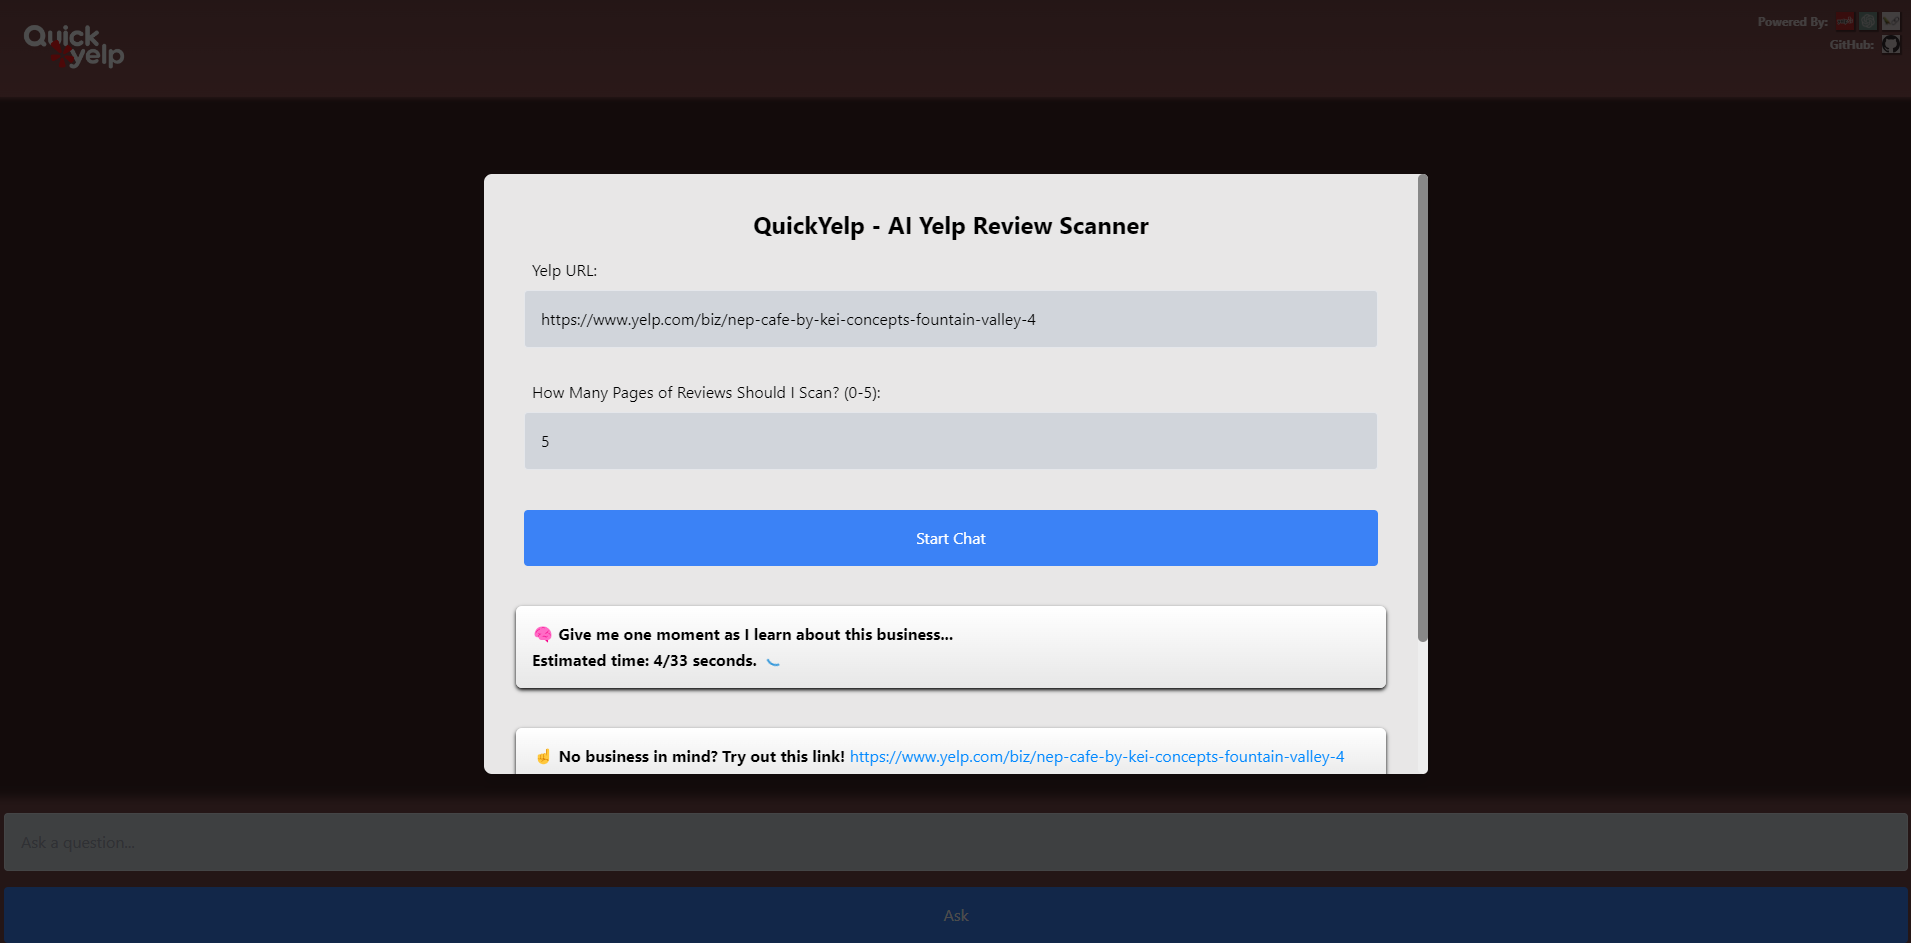 Quick
yelp
Powered By:
GitHub:
QuickYelp - AI Yelp Review Scanner
Yelp URL:
https://www.yelp.com/biz/nep-cafe-by-kei-concepts-fountain-valley-4
How Many Pages of Reviews Should I Scan? (0-5):
5
Start Chat
🧠 Give me one moment as I learn about this business...
Estimated time: 4/33 seconds.
☝ No business in mind? Try out this link! https://www.yelp.com/biz/nep-cafe-by-kei-concepts-fountain-valley-4
Ask a question...
Ask